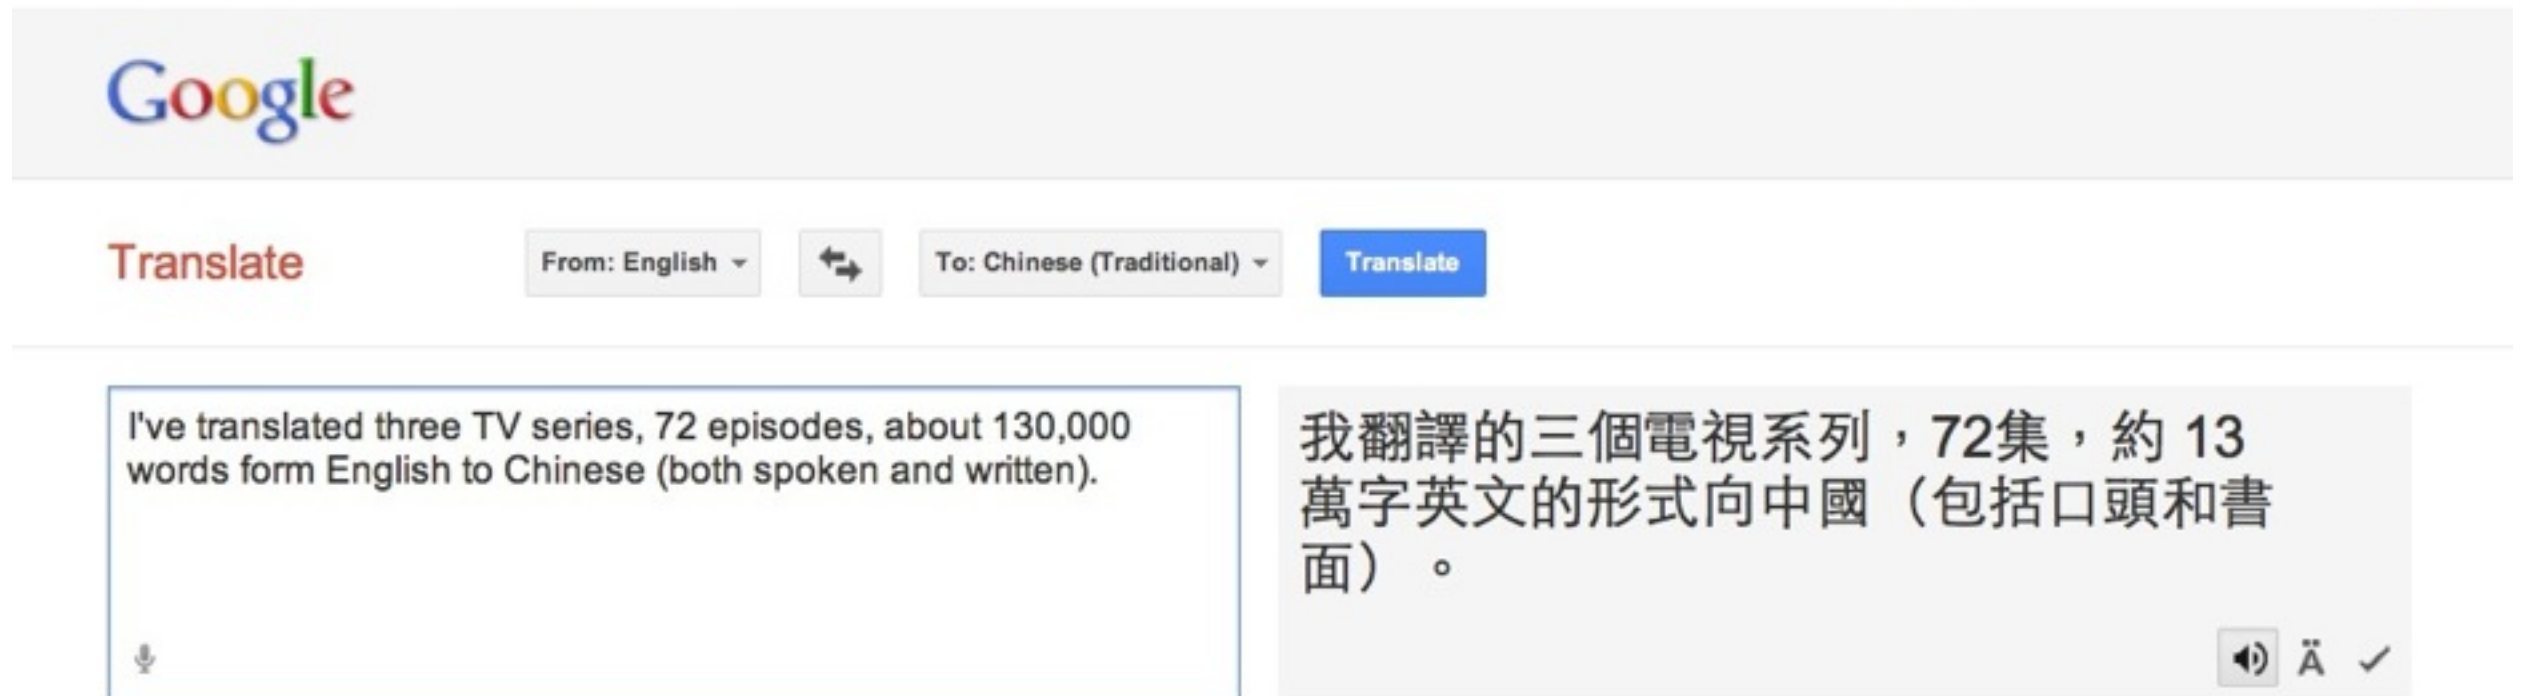 Google
Translate
From: English
To: Chinese (Traditional)
Translate
I've translated three TV series, 72 episodes, about 130,000
words form English to Chinese (both spoken and written).
我翻譯的三個電視系列，72集，約 13
萬字英文的形式向中國（包括口頭和書
面）。
Ä